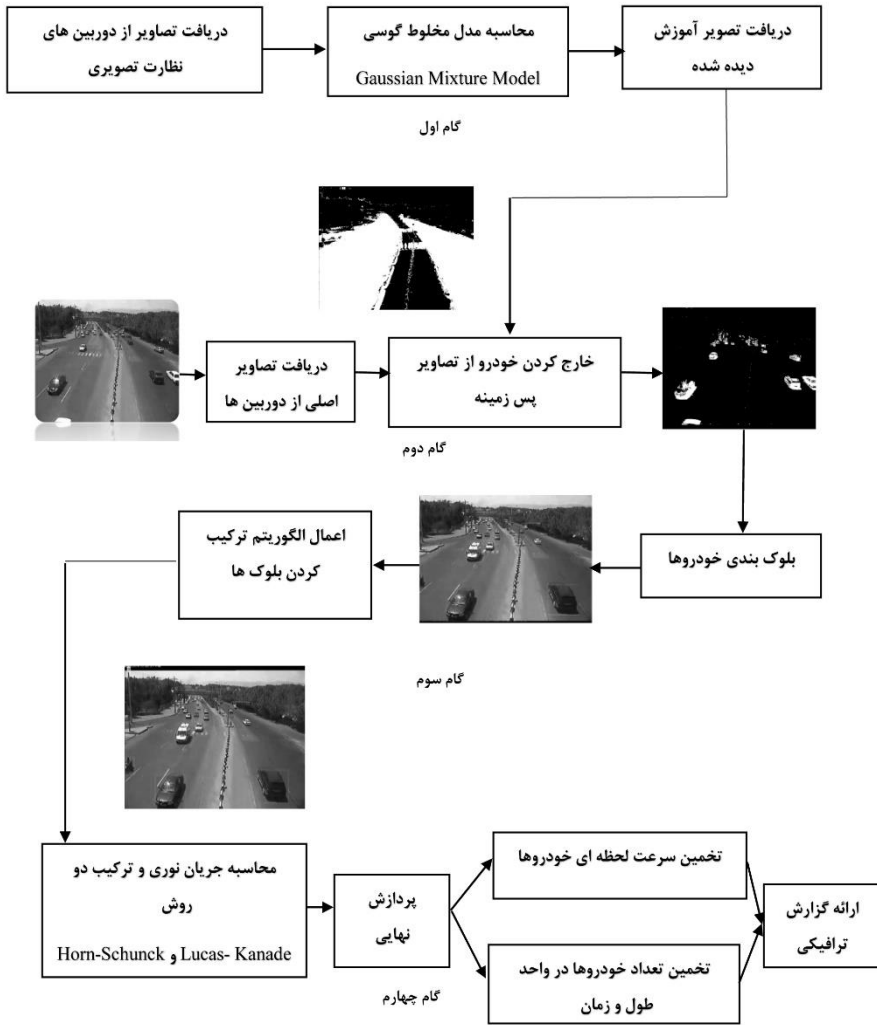 دریافت تصاویر از دوربین های
نظارت تصویری
محاسبه مدل مخلوط گوسی
Gaussian Mixture Model
دریافت تصویر آموزش
دیده شده
گام اول
دریافت تصاویر
اصلی از دوربین ها
خارج کردن خودرو از تصاویر
پس زمینه
گام دوم
بلوک بندی خودروها
اعمال الگوریتم ترکیب
کردن بلوک ها
گام سوم
محاسبه جریان نوری و ترکیب دو
روش
Horn-Schunck و Lucas- Kanade
پردازش
نهایی
تخمین سرعت لحظه ای خودروها
تخمین تعداد خودروها در واحد
طول و زمان
ارائه گزارش
ترافیکی
گام چهارم